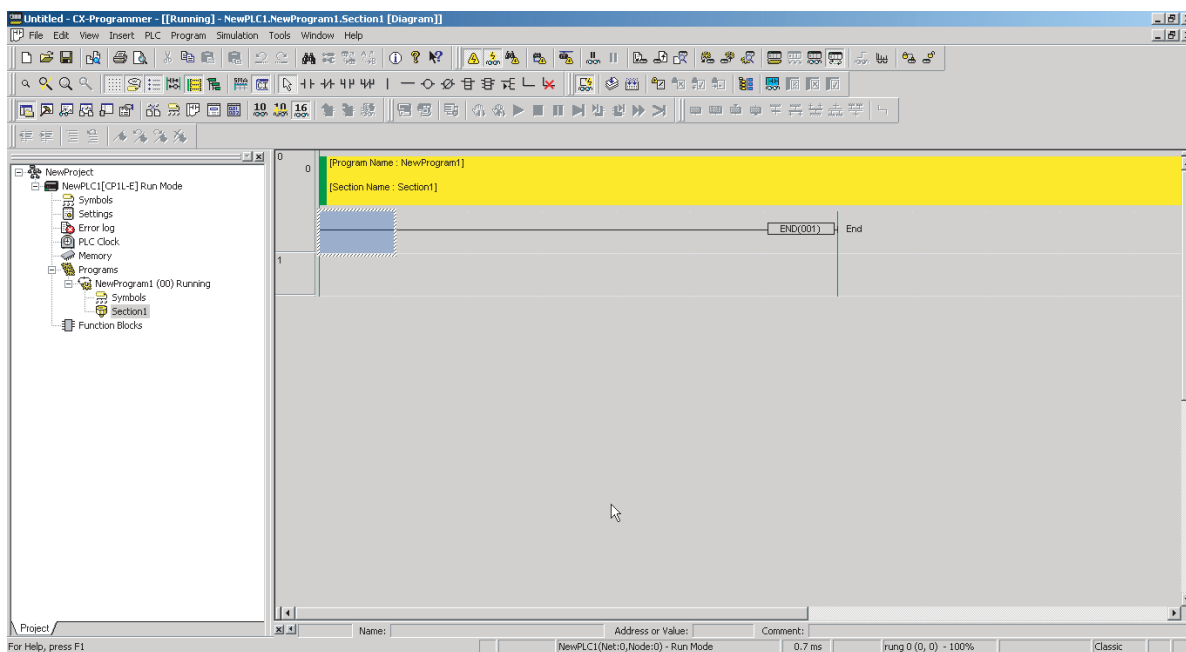 Untitled - CX-Programmer - [[Running] - NewPLC1.NewProgram1.Section1 [Diagram]]
File Edit View Insert PLC Program Simulation Tools Window Help
10 10 16
NewProject
NewPLC1[CP1L-E] Run Mode
Symbols
Settings
Error log
PLC Clock
Memory
Programs
NewProgram1 (00) Running
Symbols
Section1
Function Blocks
Project
0
0
[Program Name : NewProgram1]
[Section Name : Section1]
END(001) End
1
Name: Address or Value: Comment:
For Help, press F1 NewPLC1(Net:0,Node:0) - Run Mode 0.7 ms rung 0 (0, 0) - 100% Classic